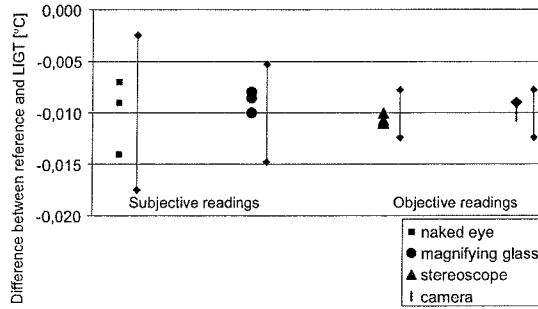 Difference between reference and LIGT [°C]
0,000
-0,005
-0,010
-0,015
-0,020
Subjective readings
Objective readings
naked eye
magnifying glass
stereoscope
camera